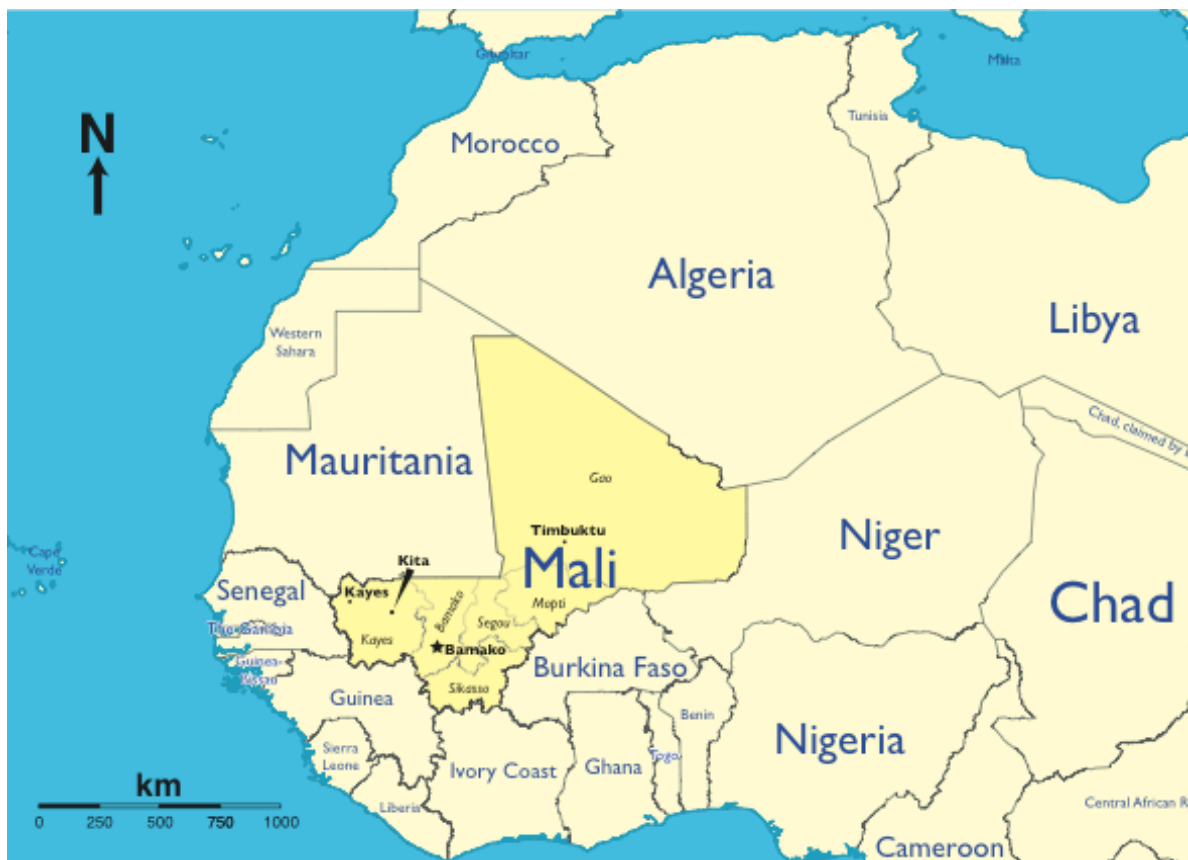 Gibraltar
Malta
N
Morocco
Tunisia
Algeria
Western
Sahara
Libya
Chad, claimed by
Mauritania
Gao
Timbuktu
Niger
Cape
Verde
Kita
Mali
Senegal
Kayes
Chad
Bamako
Mopti
The Gambia
Kayes
Segou
Bamako
Guinea-
Bissau
Burkina Faso
Guinea
Sikasso
Benin
Nigeria
Sierra
Leone
Togo
Ivory Coast
Ghana
km
0 250 500 750 1000
Liberia
Central African R
Cameroon